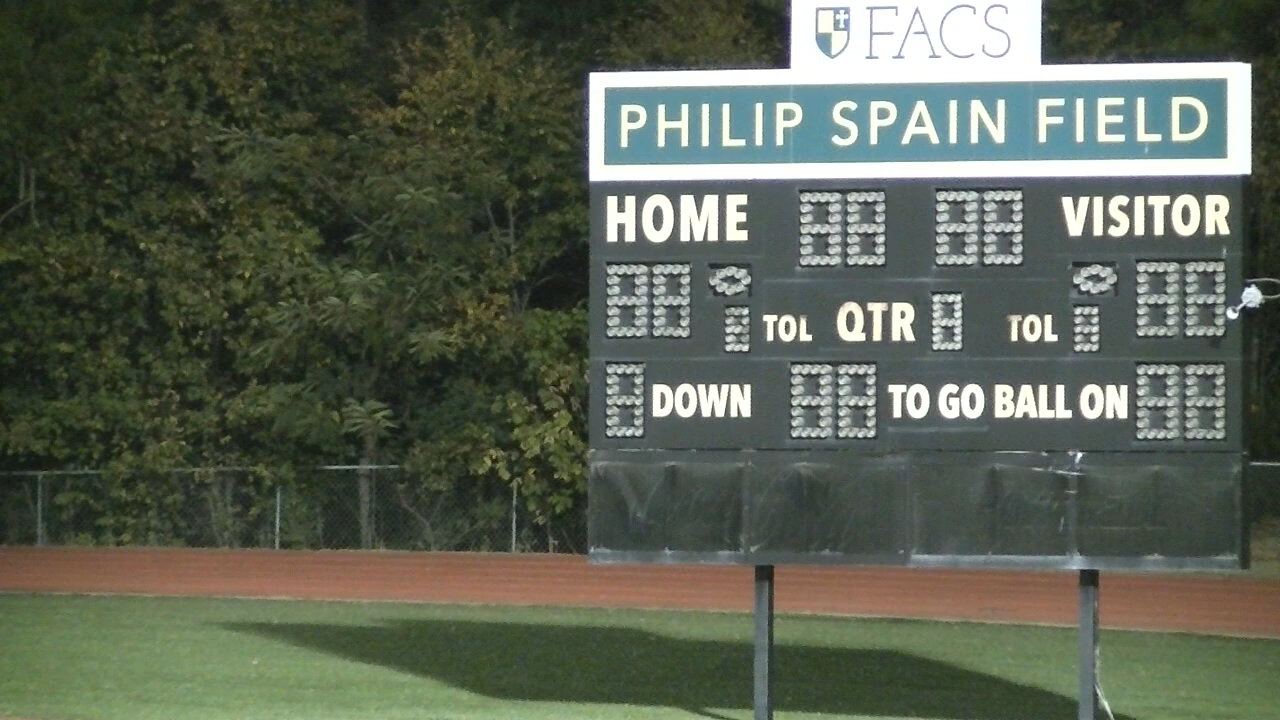 FACS
PHILIP SPAIN FIELD
HOME VISITOR
TOL QTR TOL
DOWN TO GO BALL ON